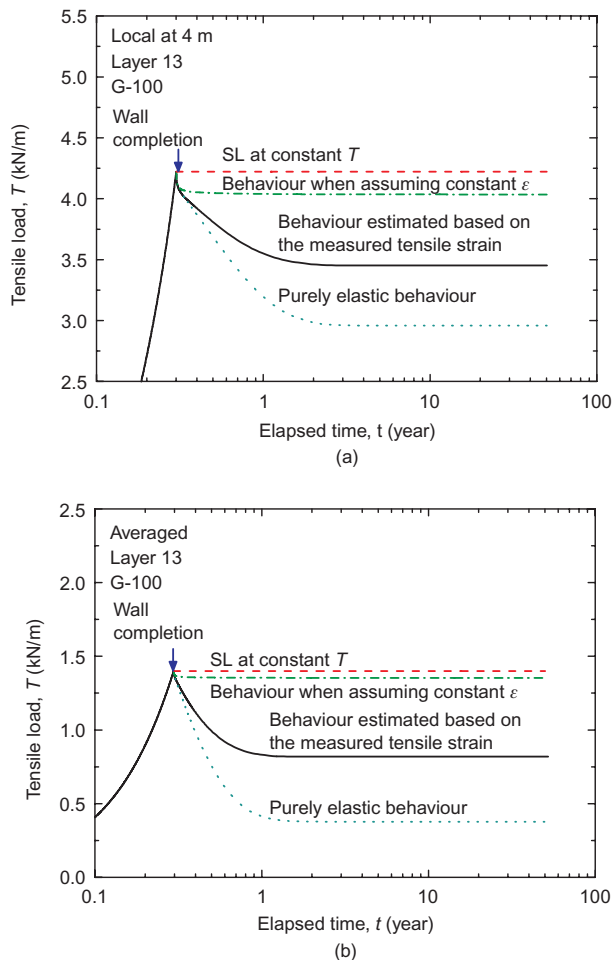 5.5
5.0
4.5
4.0
3.5
3.0
2.5
Tensile load, T (kN/m)
Local at 4 m
Layer 13
G-100
Wall
completion
SL at constant T
Behaviour when assuming constant ε
Behaviour estimated based on
the measured tensile strain
Purely elastic behaviour
0.1 1 10 100
Elapsed time, t (year)
(a)
2.5
2.0
1.5
1.0
0.5
0.0
Tensile load, T (kN/m)
Averaged
Layer 13
G-100
Wall
completion
SL at constant T
Behaviour when assuming constant ε
Behaviour estimated based on
the measured tensile strain
Purely elastic behaviour
0.1 1 10 100
Elapsed time, t (year)
(b)